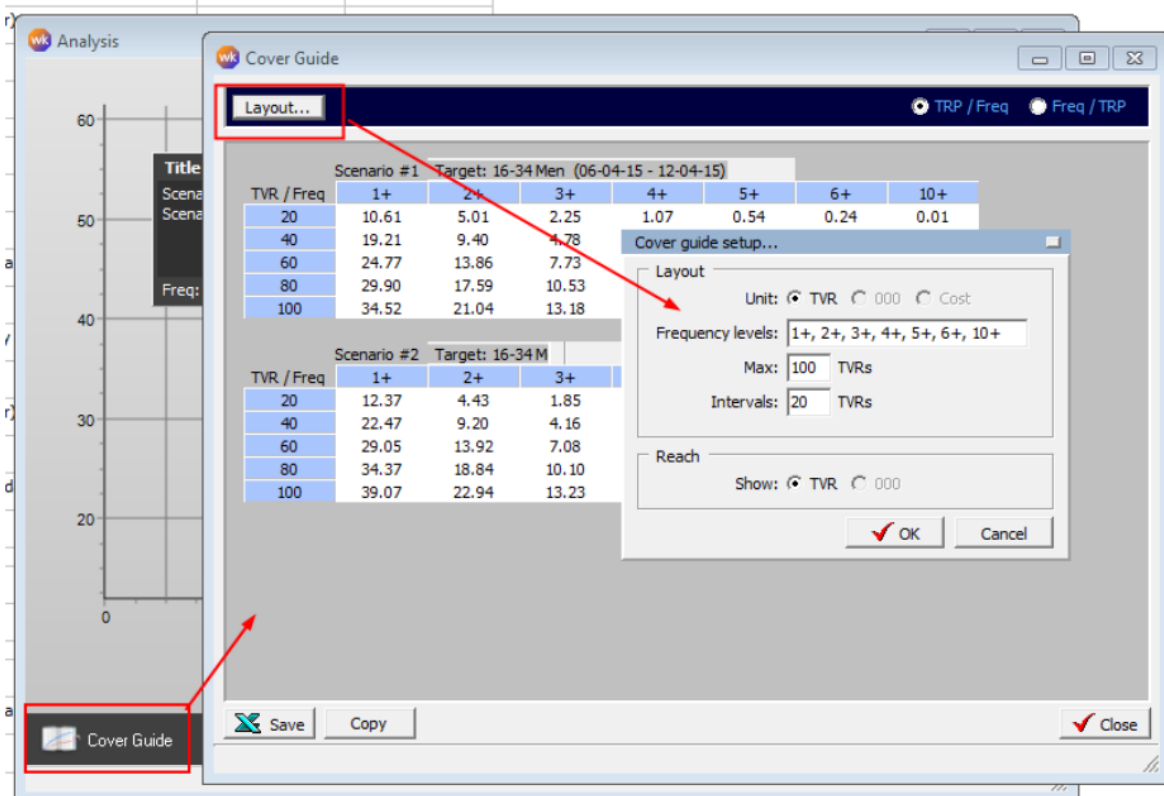 r)
wk Analysis
wk Cover Guide
Layout...
TRP / Freq Freq / TRP
60
50
40
30
20
0
Title
Scena
Scena
Freq:
Scenario #1 Target: 16-34 Men (06-04-15 - 12-04-15)
TVR / Freq 1+ 2+ 3+ 4+ 5+ 6+ 10+
20 10.61 5.01 2.25 1.07 0.54 0.24 0.01
40 19.21 9.40 4.78
60 24.77 13.86 7.73
80 29.90 17.59 10.53
100 34.52 21.04 13.18
Scenario #2 Target: 16-34 M
TVR / Freq 1+ 2+ 3+
20 12.37 4.43 1.85
40 22.47 9.20 4.16
60 29.05 13.92 7.08
80 34.37 18.84 10.10
100 39.07 22.94 13.23
Cover guide setup...
Layout
Unit: TVR 000 Cost
Frequency levels: 1+, 2+, 3+, 4+, 5+, 6+, 10+
Max: 100 TVRs
Intervals: 20 TVRs
Reach
Show: TVR 000
OK Cancel
a
r)
d
a
Cover Guide
Save Copy Close